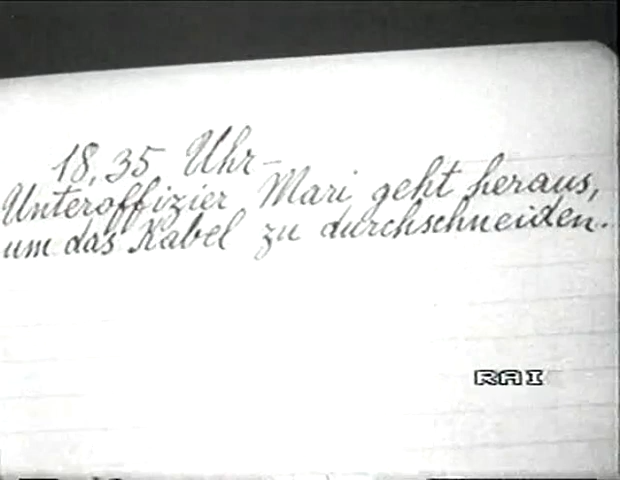 18,35 Uhr-
Unteroffizier Mari geht heraus,
um das Kabel zu durchschneiden.
RAI